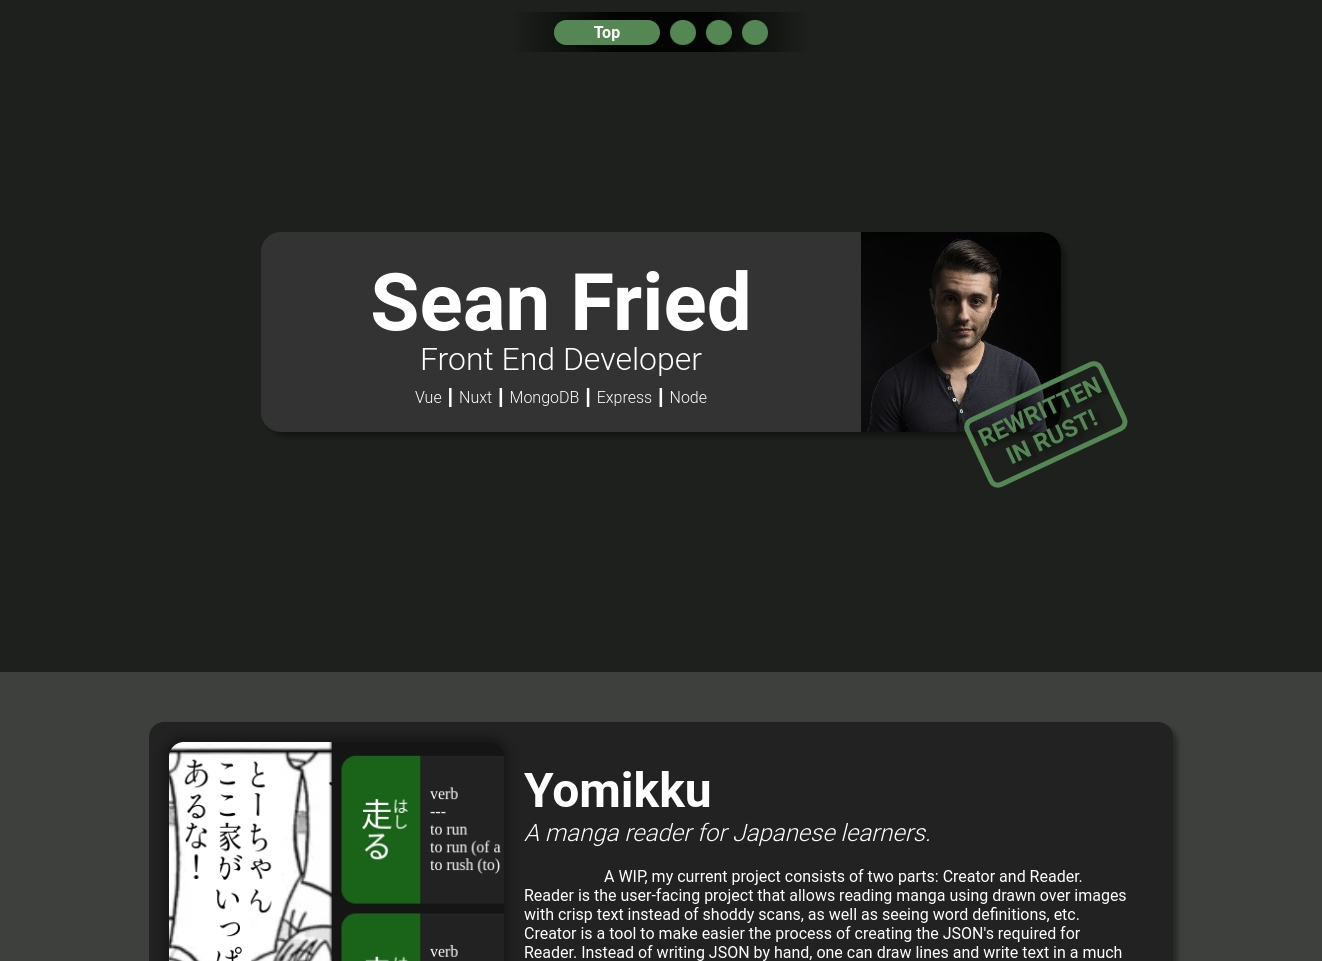 Top
Sean Fried
Front End Developer
Vue | Nuxt | MongoDB | Express | Node
REWRITTEN
IN RUST!
とーちゃん
ここ家がいっぱ
あるな！
走る
はし
verb
---
to run
to run (of a
to rush (to)
verb
Yomikku
A manga reader for Japanese learners.
A WIP, my current project consists of two parts: Creator and Reader.
Reader is the user-facing project that allows reading manga using drawn over images
with crisp text instead of shoddy scans, as well as seeing word definitions, etc.
Creator is a tool to make easier the process of creating the JSON's required for
Reader. Instead of writing JSON by hand, one can draw lines and write text in a much